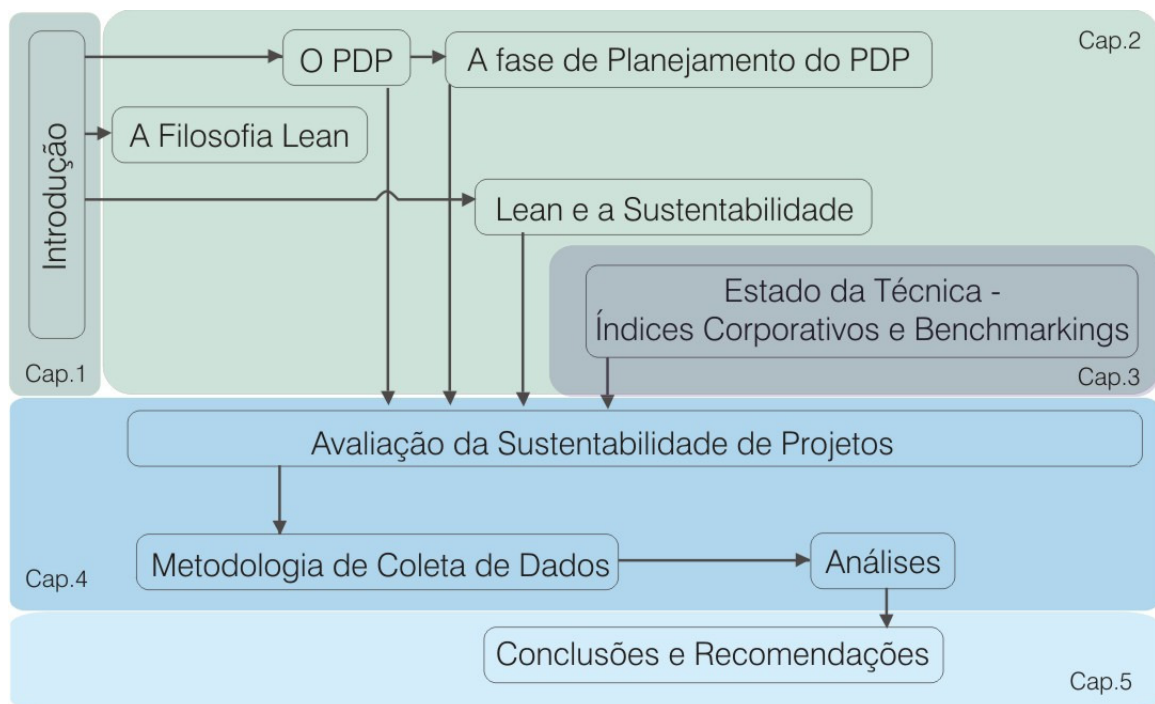 Cap.2
O PDP
A fase de Planejamento do PDP
Introdução
A Filosofia Lean
Lean e a Sustentabilidade
Estado da Técnica -
Índices Corporativos e Benchmarkings
Cap.1
Cap.3
Avaliação da Sustentabilidade de Projetos
Metodologia de Coleta de Dados
Análises
Cap.4
Conclusões e Recomendações
Cap.5